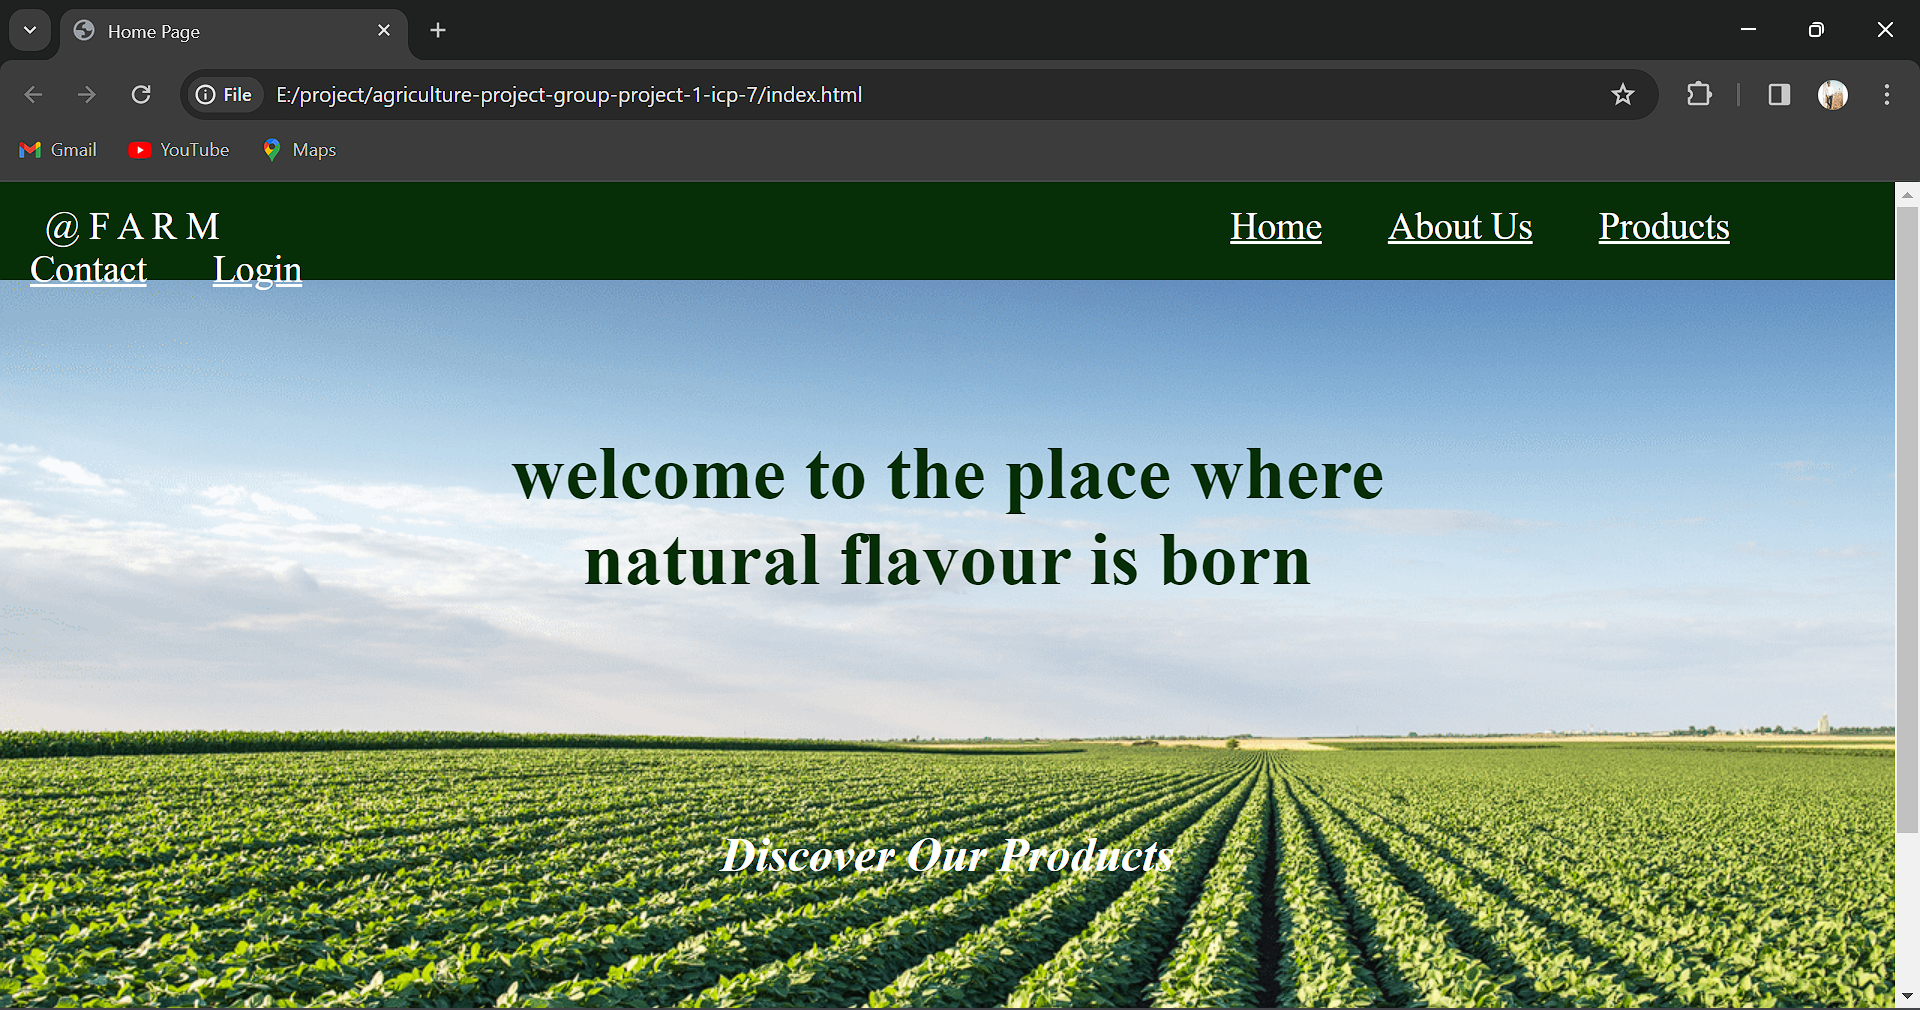 Home Page
File E:/project/agriculture-project-group-project-1-icp-7/index.html
Gmail YouTube Maps
@ F A R M Home About Us Products
Contact Login
welcome to the place where
natural flavour is born
Discover Our Products